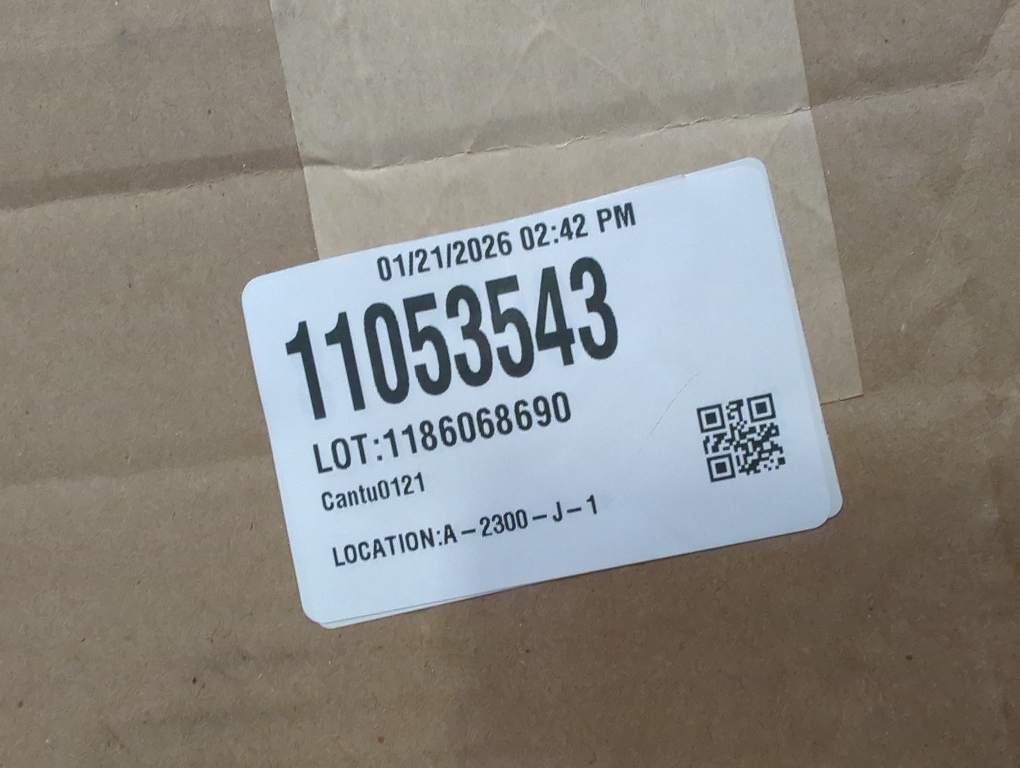 01/21/2026 02:42 PM
11053543
LOT:1186068690
Cantu0121
LOCATION:A-2300-J-1